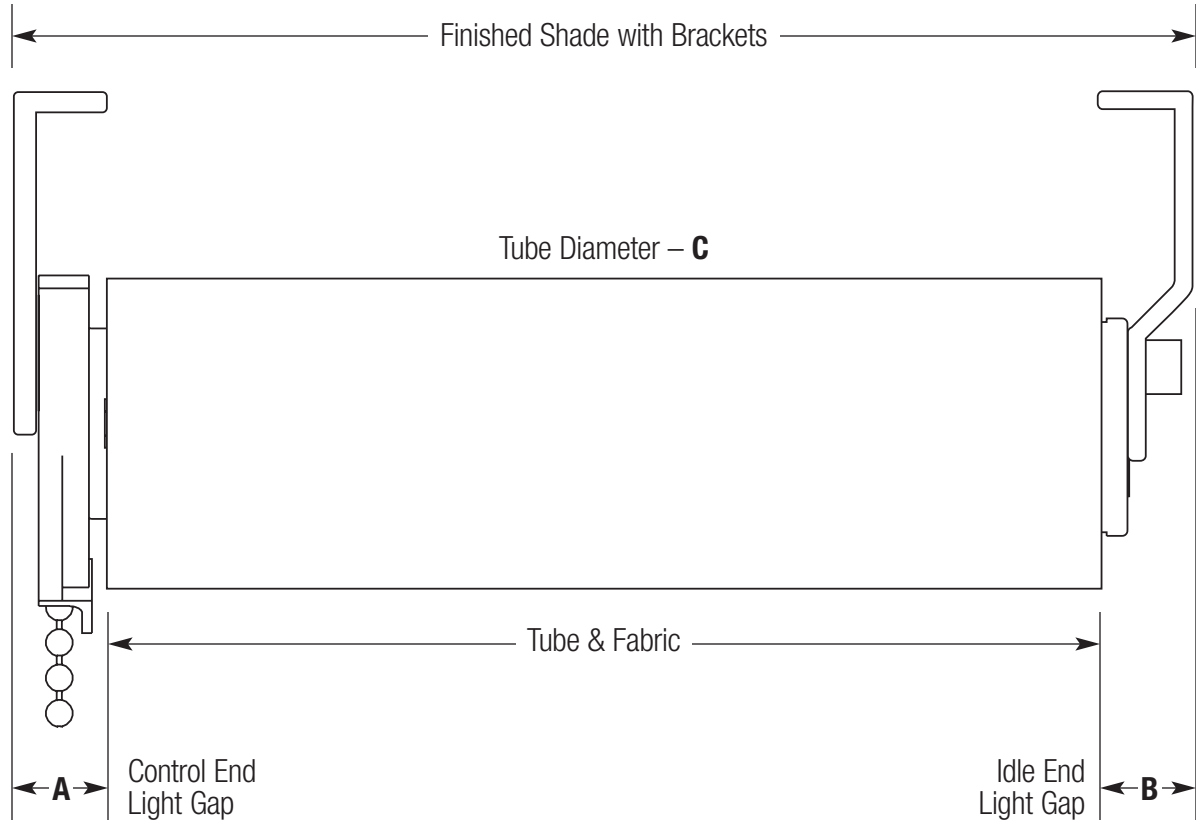 Finished Shade with Brackets
Tube Diameter – C
Tube & Fabric
A
Control End
Light Gap
Idle End
Light Gap
B